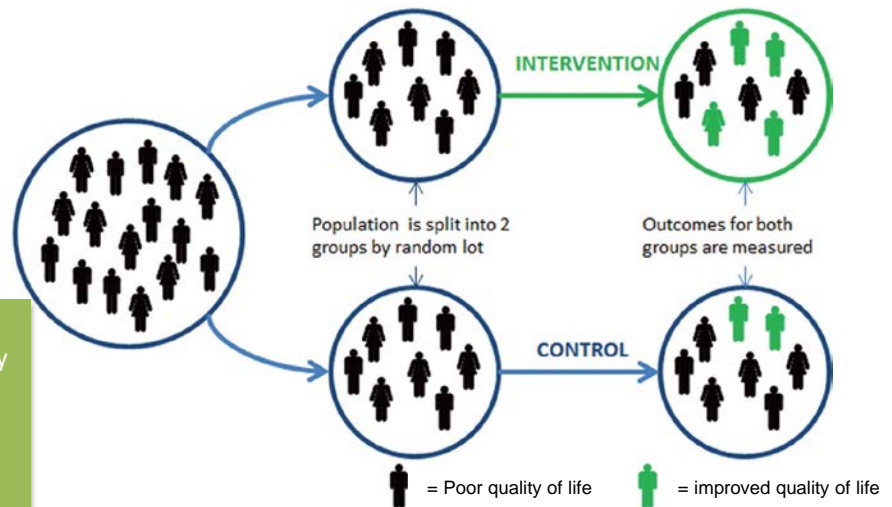 INTERVENTION
Population is split into 2
groups by random lot
Outcomes for both
groups are measured
CONTROL
= Poor quality of life
= improved quality of life